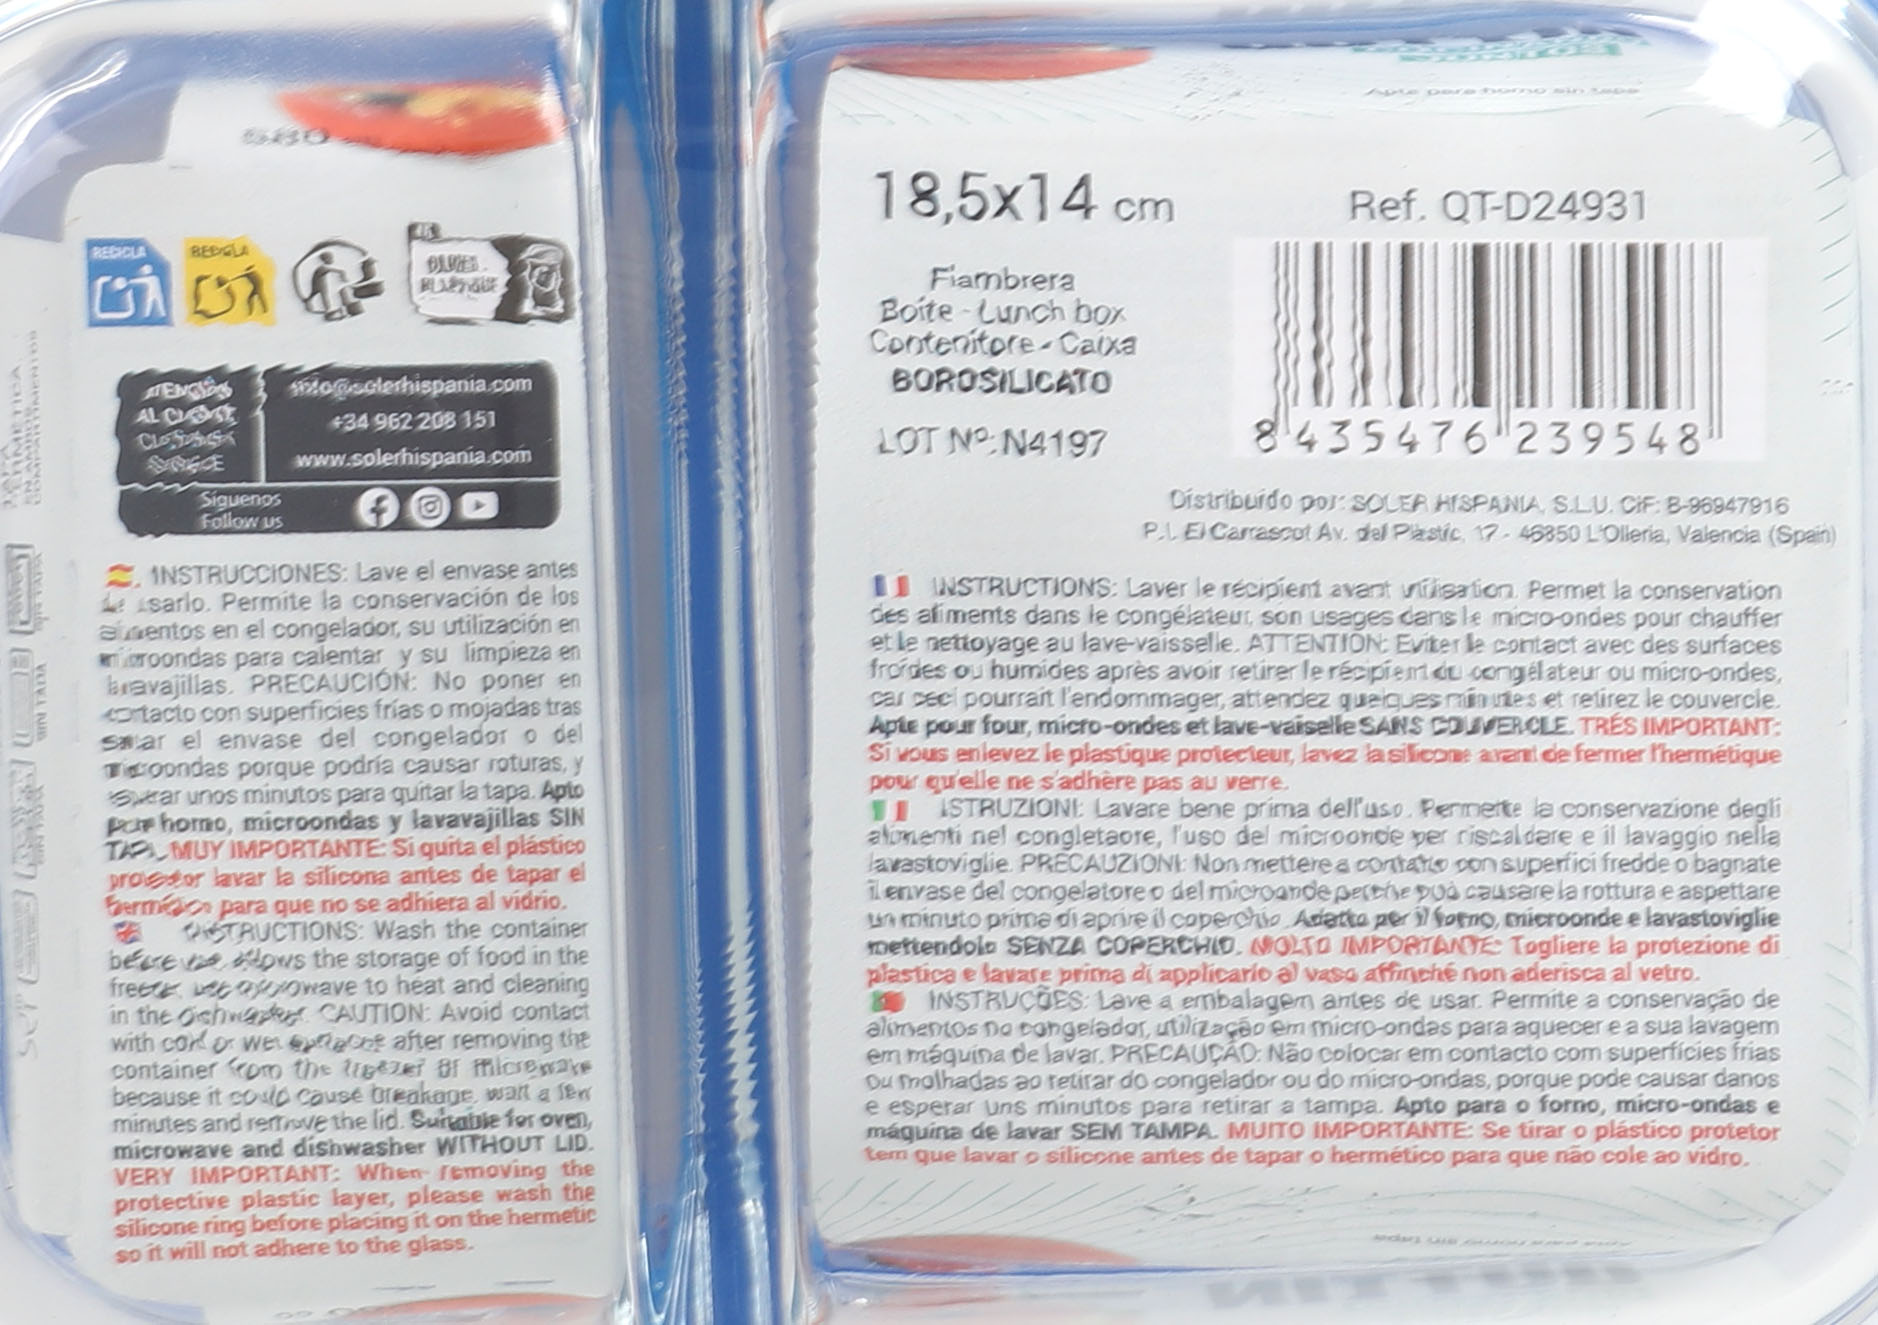 RECICLA
RECICLA
ATENCIÓN
AL CLIENTE
info@solerhispania.com
+34 962 208 151
www.solerhispania.com
Síguenos
Follow us
INSTRUCCIONES: Lave el envase antes
de usarlo. Permite la conservación de los
alimentos en el congelador, su utilización en
microondas para calentar y su limpieza en
lavavajillas. PRECAUCIÓN: No poner en
contacto con superficies frías o mojadas tras
sacar el envase del congelador o del
microondas porque podría causar roturas, y
esperar unos minutos para quitar la tapa. Apto
para horno, microondas y lavavajillas SIN
TAPA. MUY IMPORTANTE: Si quita el plástico
protector lavar la silicona antes de tapar el
hermético para que no se adhiera al vidrio.
INSTRUCTIONS: Wash the container
before use, allows the storage of food in the
freezer, use microwave to heat and cleaning
in the dishwasher. CAUTION: Avoid contact
with cold or wet surfaces after removing the
container from the freezer or microwave
because it could cause breakage, wait a few
minutes and remove the lid. Suitable for oven,
microwave and dishwasher WITHOUT LID.
VERY IMPORTANT: When removing the
protective plastic layer, please wash the
silicone ring before placing it on the hermetic
so it will not adhere to the glass.
18,5x14 cm
Ref. QT-D24931
Fiambrera
Boite - Lunch box
Contenitore - Caixa
BOROSILICATO
LOT Nº: N4197
8 435476 239548
Distribuido por: SOLER HISPANIA, S.L.U. CIF: B-96947916
P.I. El Carrascot Av. del Plàstic, 17 - 46850 L'Olleria, Valencia (Spain)
INSTRUCTIONS: Laver le récipient avant utilisation. Permet la conservation
des aliments dans le congélateur, son usages dans le micro-ondes pour chauffer
et le nettoyage au lave-vaisselle. ATTENTION: Eviter le contact avec des surfaces
froides ou humides après avoir retirer le récipient du congélateur ou micro-ondes,
car ceci pourrait l'endommager, attendez quelques minutes et retirez le couvercle.
Apte pour four, micro-ondes et lave-vaiselle SANS COUVERCLE. TRÉS IMPORTANT:
Si vous enlevez le plastique protecteur, lavez la silicone avant de fermer l'hermétique
pour qu'elle ne s'adhère pas au verre.
ISTRUZIONI: Lavare bene prima dell'uso. Permette la conservazione degli
alimenti nel congletaore, l'uso del microonde per riscaldare e il lavaggio nella
lavastoviglie. PRECAUZIONI: Non mettere a contatto con superfici fredde o bagnate
il envase del congelatore o del microonde perche può causare la rottura e aspettare
un minuto prima di aprire il coperchio. Adatto per il forno, microonde e lavastoviglie
mettendolo SENZA COPERCHIO. MOLTO IMPORTANTE: Togliere la protezione di
plastica e lavare prima di applicarlo al vaso affinché non aderisca al vetro.
INSTRUÇÕES: Lave a embalagem antes de usar. Permite a conservação de
alimentos no congelador, utilização em micro-ondas para aquecer e a sua lavagem
em máquina de lavar. PRECAUÇÃO: Não colocar em contacto com superfícies frias
ou molhadas ao retirar do congelador ou do micro-ondas, porque pode causar danos
e esperar uns minutos para retirar a tampa. Apto para o forno, micro-ondas e
máquina de lavar SEM TAMPA. MUITO IMPORTANTE: Se tirar o plástico protetor
tem que lavar o silicone antes de tapar o hermético para que não cole ao vidro.